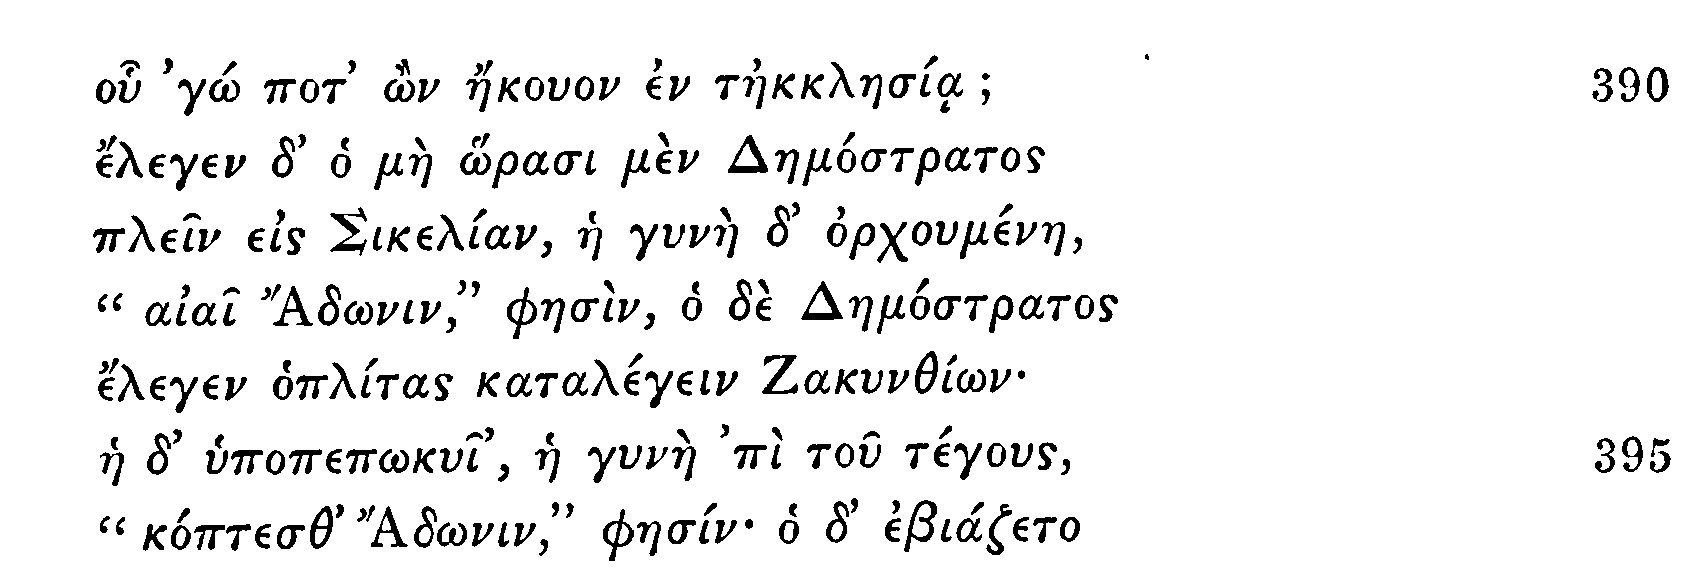 οὗ 'γώ ποτ' ὢν ἤκουον ἐν τἠκκλησίᾳ; 390
ἔλεγεν δ' ὁ μὴ ὥρασι μὲν Δημόστρατος
πλεῖν εἰς Σικελίαν, ἡ γυνὴ δ' ὀρχουμένη,
“ αἰαῖ Ἄδωνιν,” φησὶν, ὁ δὲ Δημόστρατος
ἔλεγεν ὁπλίτας καταλέγειν Ζακυνθίων·
ἡ δ' ὑποπεπωκυῖ', ἡ γυνὴ 'πὶ τοῦ τέγους, 395
“ κόπτεσθ' Ἄδωνιν,” φησίν· ὁ δ' ἐβιάζετο